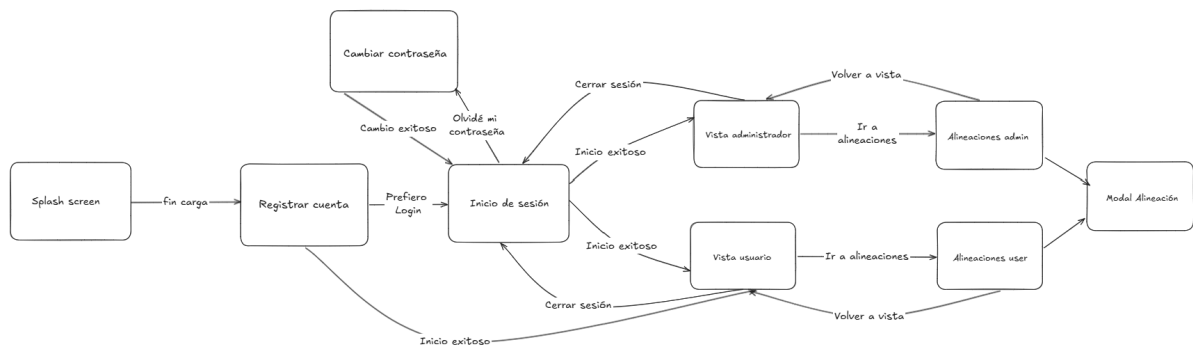 Cambiar contraseña
Volver a vista
Cerrar sesión
Olvidé mi
contraseña
Cambio exitoso
Vista administrador
Ir a
alineaciones
Alineaciones admin
Inicio exitoso
Splash screen
fin carga
Registrar cuenta
Prefiero
Login
Inicio de sesión
Modal Alineación
Inicio exitoso
Vista usuario
Ir a alineaciones
Alineaciones user
Cerrar sesión
Volver a vista
Inicio exitoso